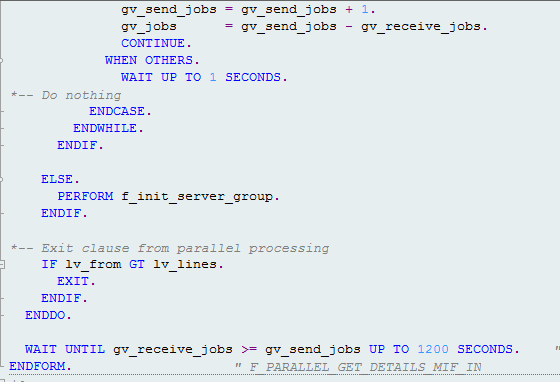 gv_send_jobs = gv_send_jobs + 1.
gv_jobs      = gv_send_jobs - gv_receive_jobs.
CONTINUE.
WHEN OTHERS.
WAIT UP TO 1 SECONDS.
*-- Do nothing
ENDCASE.
ENDWHILE.
ENDIF.
ELSE.
PERFORM f_init_server_group.
ENDIF.
*-- Exit clause from parallel processing
IF lv_from GT lv_lines.
EXIT.
ENDIF.
ENDDO.
WAIT UNTIL gv_receive_jobs >= gv_send_jobs UP TO 1200 SECONDS. "
ENDFORM. " F_PARALLEL_GET_DETAILS_MIF_IN